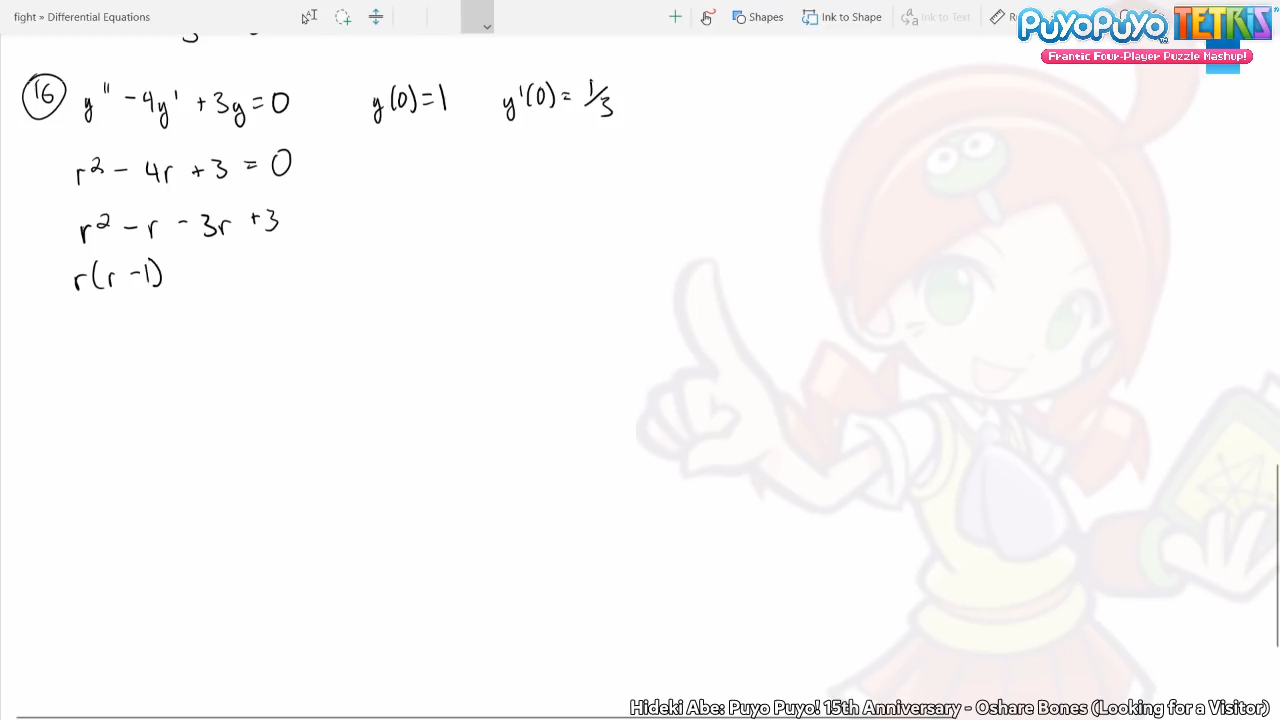 fight » Differential Equations
Shapes
Ink to Shape
Ink to Text
PuyoPuyo TETRIS
Frantic Four-Player Puzzle Mashup!
16 y'' - 4y' + 3y = 0 y(0) = 1 y'(0) = 1/3
r² - 4r + 3 = 0
r² - r - 3r + 3
r(r - 1)
Hideki Abe: Puyo Puyo! 15th Anniversary - Oshare Bones (Looking for a Visitor)